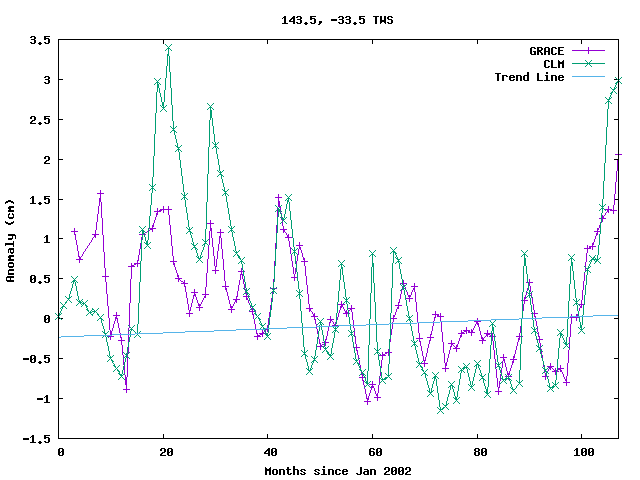 143.5, -33.5 TWS
GRACE
CLM
Trend Line
3.5
3
2.5
2
1.5
1
0.5
0
-0.5
-1
-1.5
Anomaly (cm)
0 20 40 60 80 100
Months since Jan 2002